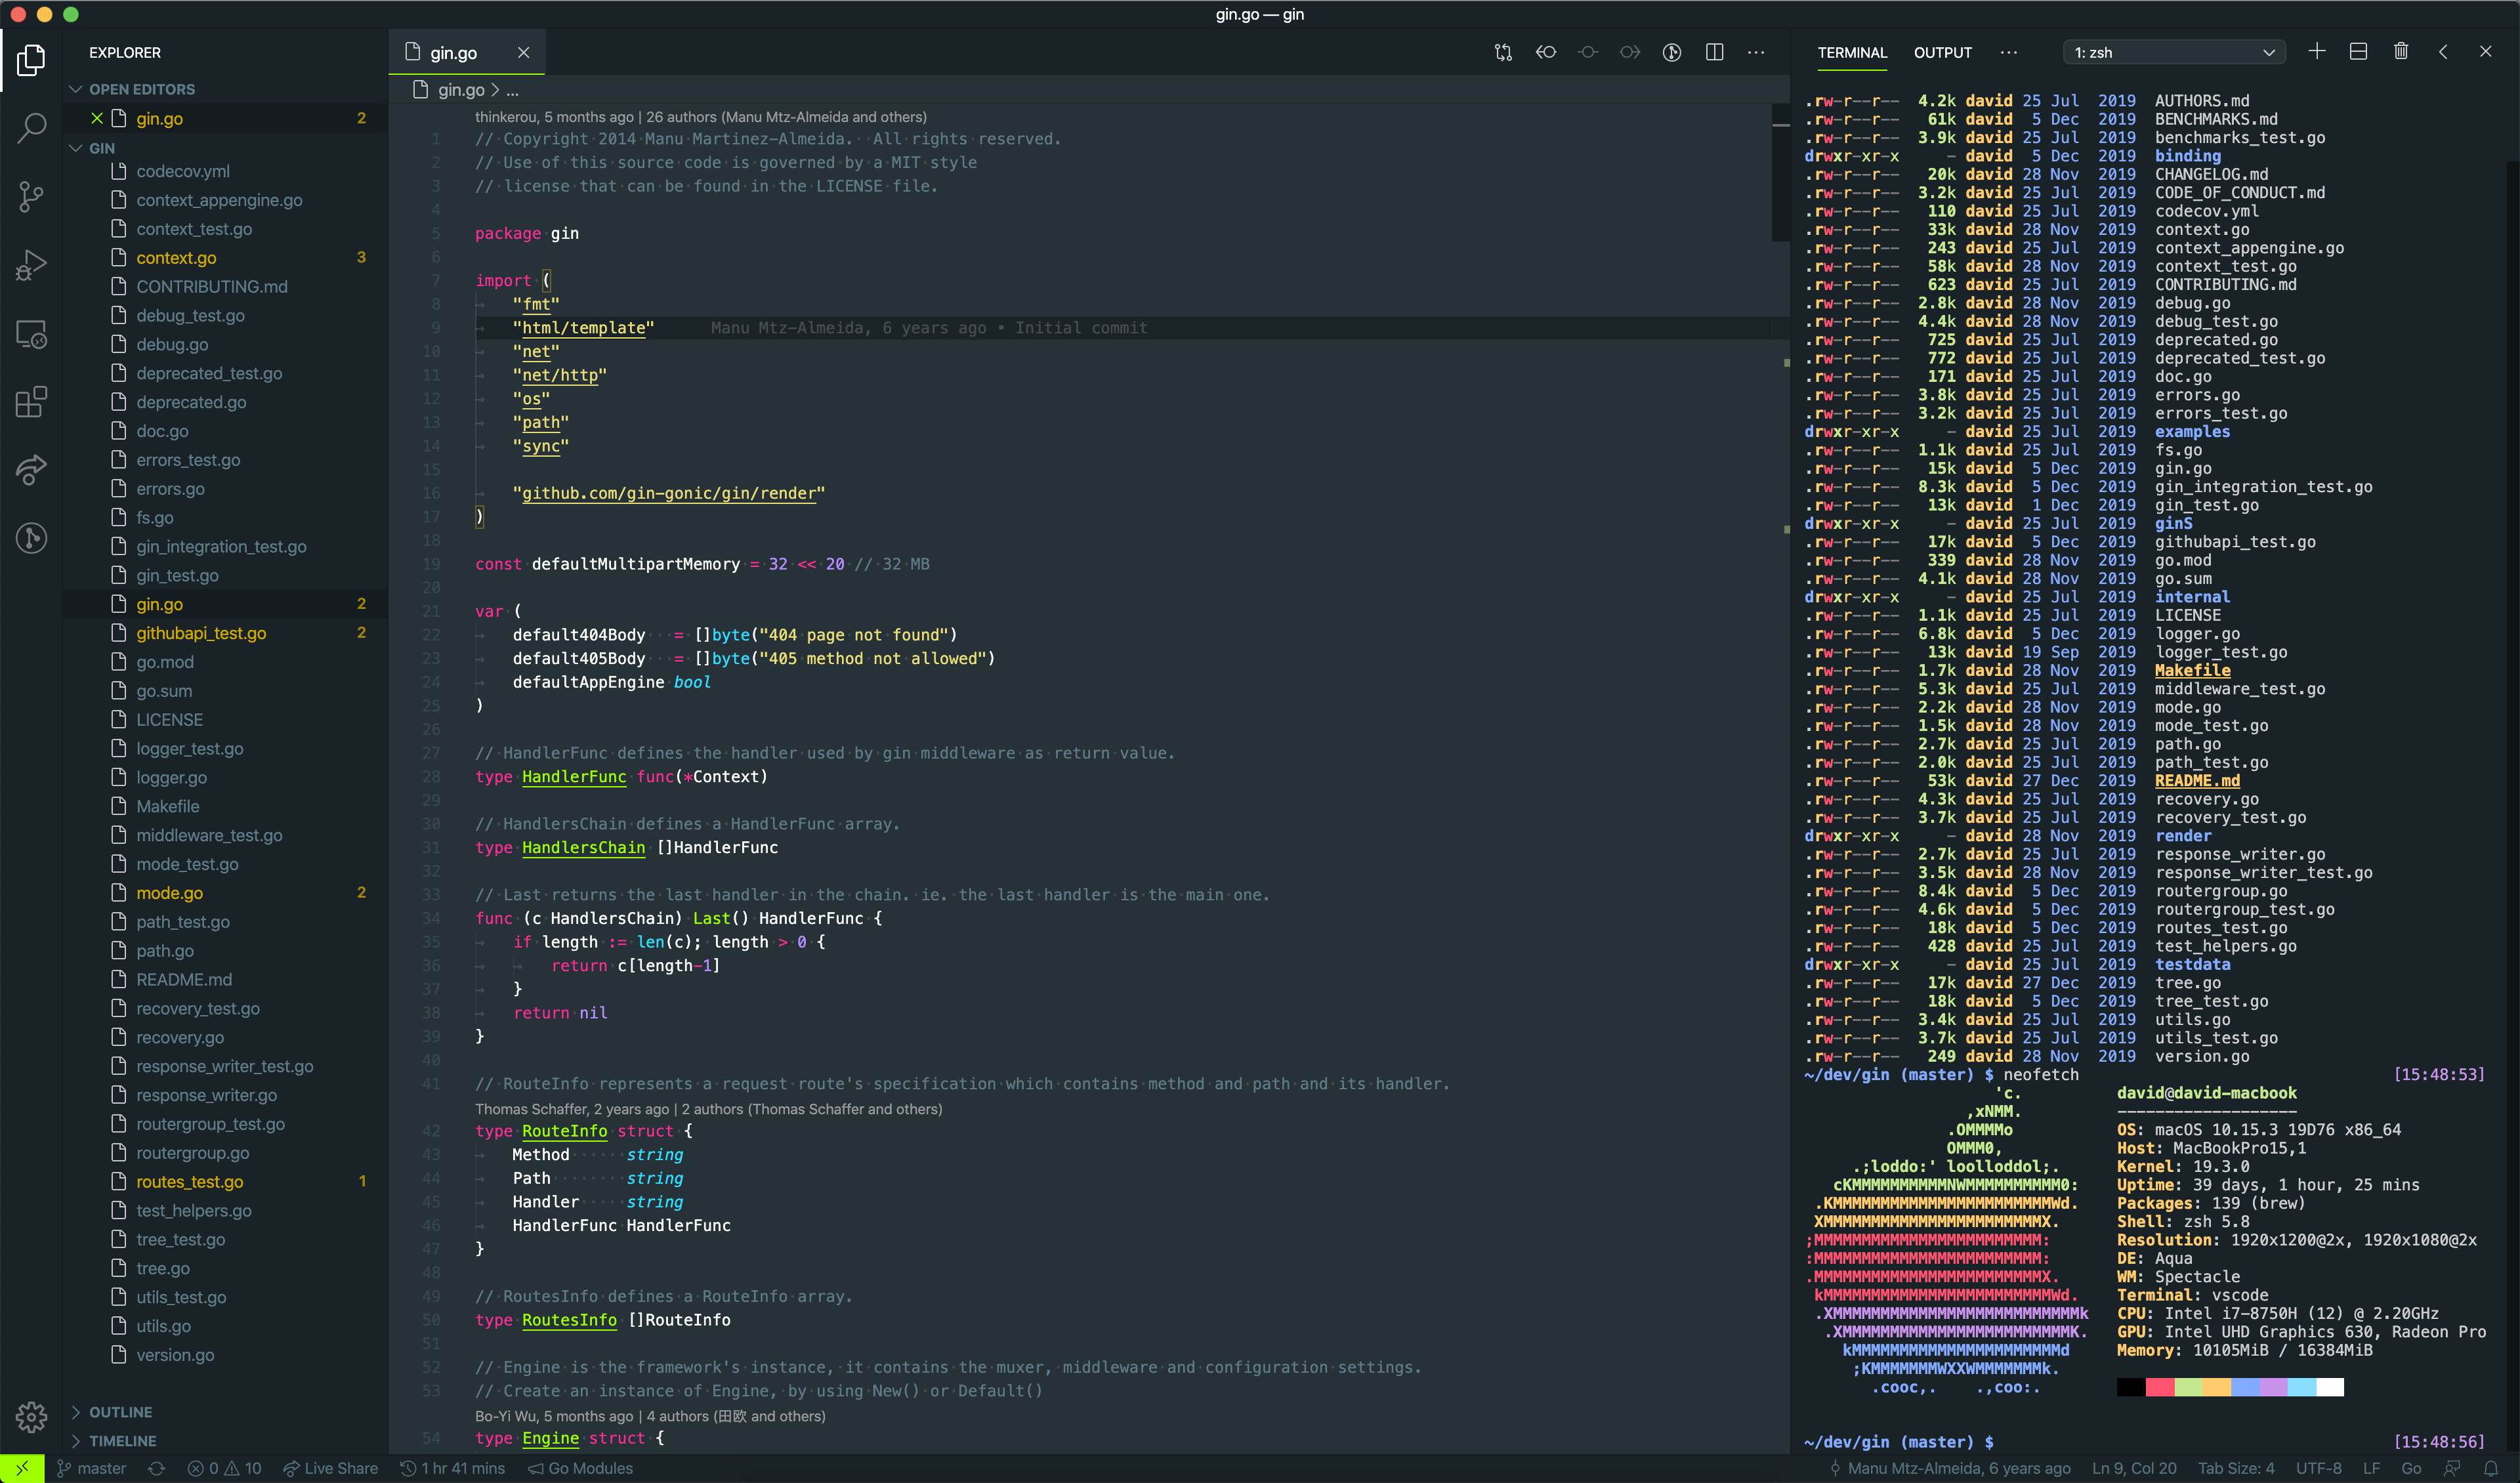 gin.go — gin
EXPLORER
OPEN EDITORS
gin.go 2
GIN
codecov.yml
context_appengine.go
context_test.go
context.go 3
CONTRIBUTING.md
debug_test.go
debug.go
deprecated_test.go
deprecated.go
doc.go
errors_test.go
errors.go
fs.go
gin_integration_test.go
gin_test.go
gin.go 2
githubapi_test.go 2
go.mod
go.sum
LICENSE
logger_test.go
logger.go
Makefile
middleware_test.go
mode_test.go
mode.go 2
path_test.go
path.go
README.md
recovery_test.go
recovery.go
response_writer_test.go
response_writer.go
routergroup_test.go
routergroup.go
routes_test.go 1
test_helpers.go
tree_test.go
tree.go
utils_test.go
utils.go
version.go
OUTLINE
TIMELINE
gin.go
gin.go > ...
thinkerou, 5 months ago | 26 authors (Manu Mtz-Almeida and others)
1 // Copyright 2014 Manu Martinez-Almeida.  All rights reserved.
2 // Use of this source code is governed by a MIT style
3 // license that can be found in the LICENSE file.
4
5 package gin
6
7 import (
8 "fmt"
9 "html/template" Manu Mtz-Almeida, 6 years ago • Initial commit
10 "net"
11 "net/http"
12 "os"
13 "path"
14 "sync"
15
16 "github.com/gin-gonic/gin/render"
17 )
18
19 const defaultMultipartMemory = 32 << 20 // 32 MB
20
21 var (
22 default404Body   = []byte("404 page not found")
23 default405Body   = []byte("405 method not allowed")
24 defaultAppEngine bool
25 )
26
27 // HandlerFunc defines the handler used by gin middleware as return value.
28 type HandlerFunc func(*Context)
29
30 // HandlersChain defines a HandlerFunc array.
31 type HandlersChain []HandlerFunc
32
33 // Last returns the last handler in the chain. ie. the last handler is the main one.
34 func (c HandlersChain) Last() HandlerFunc {
35 if length := len(c); length > 0 {
36 return c[length-1]
37 }
38 return nil
39 }
40
41 // RouteInfo represents a request route's specification which contains method and path and its handler.
Thomas Schaffer, 2 years ago | 2 authors (Thomas Schaffer and others)
42 type RouteInfo struct {
43 Method      string
44 Path        string
45 Handler     string
46 HandlerFunc HandlerFunc
47 }
48
49 // RoutesInfo defines a RouteInfo array.
50 type RoutesInfo []RouteInfo
51
52 // Engine is the framework's instance, it contains the muxer, middleware and configuration settings.
53 // Create an instance of Engine, by using New() or Default()
Bo-Yi Wu, 5 months ago | 4 authors (田欧 and others)
54 type Engine struct {
TERMINAL OUTPUT ··· 1: zsh
.rw-r--r-- 4.2k david 25 Jul 2019 AUTHORS.md
.rw-r--r-- 61k david 5 Dec 2019 BENCHMARKS.md
.rw-r--r-- 3.9k david 25 Jul 2019 benchmarks_test.go
drwxr-xr-x - david 5 Dec 2019 binding
.rw-r--r-- 20k david 28 Nov 2019 CHANGELOG.md
.rw-r--r-- 3.2k david 25 Jul 2019 CODE_OF_CONDUCT.md
.rw-r--r-- 110 david 25 Jul 2019 codecov.yml
.rw-r--r-- 33k david 28 Nov 2019 context.go
.rw-r--r-- 243 david 25 Jul 2019 context_appengine.go
.rw-r--r-- 58k david 28 Nov 2019 context_test.go
.rw-r--r-- 623 david 25 Jul 2019 CONTRIBUTING.md
.rw-r--r-- 2.8k david 28 Nov 2019 debug.go
.rw-r--r-- 4.4k david 28 Nov 2019 debug_test.go
.rw-r--r-- 725 david 25 Jul 2019 deprecated.go
.rw-r--r-- 772 david 25 Jul 2019 deprecated_test.go
.rw-r--r-- 171 david 25 Jul 2019 doc.go
.rw-r--r-- 3.8k david 25 Jul 2019 errors.go
.rw-r--r-- 3.2k david 25 Jul 2019 errors_test.go
drwxr-xr-x - david 25 Jul 2019 examples
.rw-r--r-- 1.1k david 25 Jul 2019 fs.go
.rw-r--r-- 15k david 5 Dec 2019 gin.go
.rw-r--r-- 8.3k david 5 Dec 2019 gin_integration_test.go
.rw-r--r-- 13k david 1 Dec 2019 gin_test.go
drwxr-xr-x - david 25 Jul 2019 ginS
.rw-r--r-- 17k david 5 Dec 2019 githubapi_test.go
.rw-r--r-- 339 david 28 Nov 2019 go.mod
.rw-r--r-- 4.1k david 28 Nov 2019 go.sum
drwxr-xr-x - david 25 Jul 2019 internal
.rw-r--r-- 1.1k david 25 Jul 2019 LICENSE
.rw-r--r-- 6.8k david 5 Dec 2019 logger.go
.rw-r--r-- 13k david 19 Sep 2019 logger_test.go
.rw-r--r-- 1.7k david 28 Nov 2019 Makefile
.rw-r--r-- 5.3k david 25 Jul 2019 middleware_test.go
.rw-r--r-- 2.2k david 28 Nov 2019 mode.go
.rw-r--r-- 1.5k david 28 Nov 2019 mode_test.go
.rw-r--r-- 2.7k david 25 Jul 2019 path.go
.rw-r--r-- 2.0k david 25 Jul 2019 path_test.go
.rw-r--r-- 53k david 27 Dec 2019 README.md
.rw-r--r-- 4.3k david 25 Jul 2019 recovery.go
.rw-r--r-- 3.7k david 25 Jul 2019 recovery_test.go
drwxr-xr-x - david 28 Nov 2019 render
.rw-r--r-- 2.7k david 25 Jul 2019 response_writer.go
.rw-r--r-- 3.5k david 28 Nov 2019 response_writer_test.go
.rw-r--r-- 8.4k david 5 Dec 2019 routergroup.go
.rw-r--r-- 4.6k david 5 Dec 2019 routergroup_test.go
.rw-r--r-- 18k david 5 Dec 2019 routes_test.go
.rw-r--r-- 428 david 25 Jul 2019 test_helpers.go
drwxr-xr-x - david 25 Jul 2019 testdata
.rw-r--r-- 17k david 27 Dec 2019 tree.go
.rw-r--r-- 18k david 5 Dec 2019 tree_test.go
.rw-r--r-- 3.4k david 25 Jul 2019 utils.go
.rw-r--r-- 3.7k david 25 Jul 2019 utils_test.go
.rw-r--r-- 249 david 28 Nov 2019 version.go
~/dev/gin (master) $ neofetch [15:48:53]
'c. david@david-macbook
,xNMM. -------------------
.OMMMMo OS: macOS 10.15.3 19D76 x86_64
OMMM0, Host: MacBookPro15,1
.;loddo:' loolloddol;. Kernel: 19.3.0
cKMMMMMMMMMMNWMMMMMMMMMM0: Uptime: 39 days, 1 hour, 25 mins
.KMMMMMMMMMMMMMMMMMMMMMMMWd. Packages: 139 (brew)
XMMMMMMMMMMMMMMMMMMMMMMMX. Shell: zsh 5.8
;MMMMMMMMMMMMMMMMMMMMMMMM: Resolution: 1920x1200@2x, 1920x1080@2x
:MMMMMMMMMMMMMMMMMMMMMMMM: DE: Aqua
.MMMMMMMMMMMMMMMMMMMMMMMMX. WM: Spectacle
kMMMMMMMMMMMMMMMMMMMMMMMMWd. Terminal: vscode
.XMMMMMMMMMMMMMMMMMMMMMMMMMMk CPU: Intel i7-8750H (12) @ 2.20GHz
.XMMMMMMMMMMMMMMMMMMMMMMMMK. GPU: Intel UHD Graphics 630, Radeon Pro
kMMMMMMMMMMMMMMMMMMMMMMd Memory: 10105MiB / 16384MiB
;KMMMMMMMWXXWMMMMMMMk.
.cooc,.    .,coo:.
~/dev/gin (master) $ [15:48:56]
master 0 10 Live Share 1 hr 41 mins Go Modules Manu Mtz-Almeida, 6 years ago Ln 9, Col 20 Tab Size: 4 UTF-8 LF Go